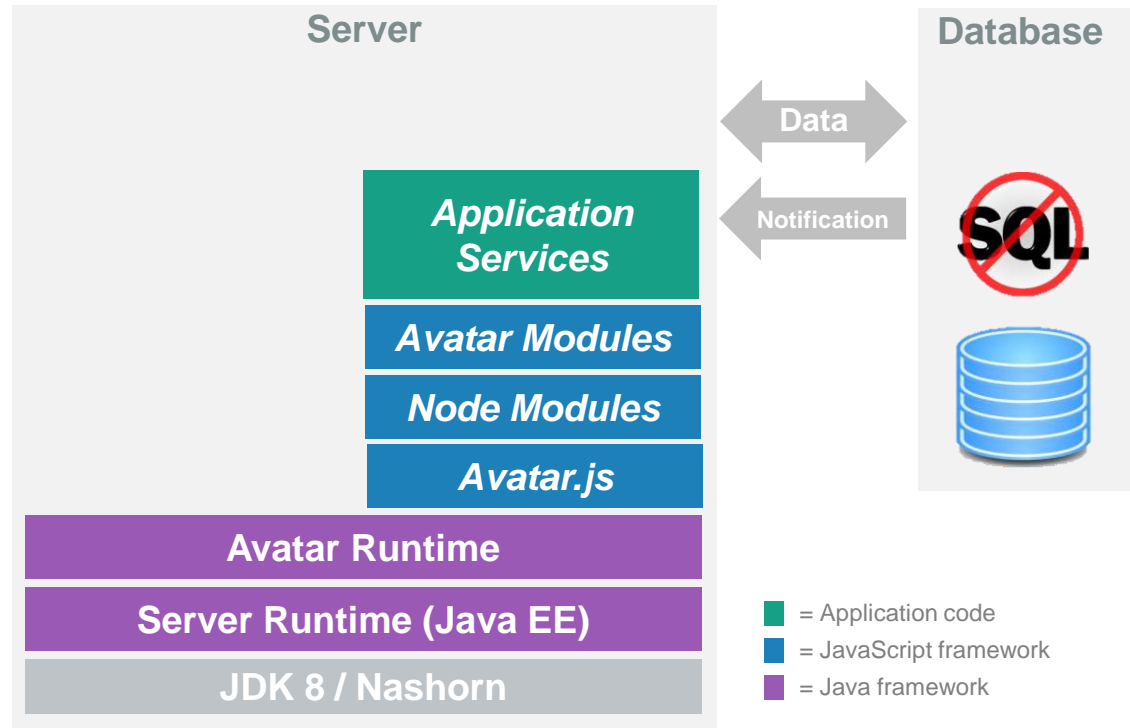 Server
Database
Data
Notification
Application
Services
SQL
Avatar Modules
Node Modules
Avatar.js
Avatar Runtime
Server Runtime (Java EE)
JDK 8 / Nashorn
= Application code
= JavaScript framework
= Java framework